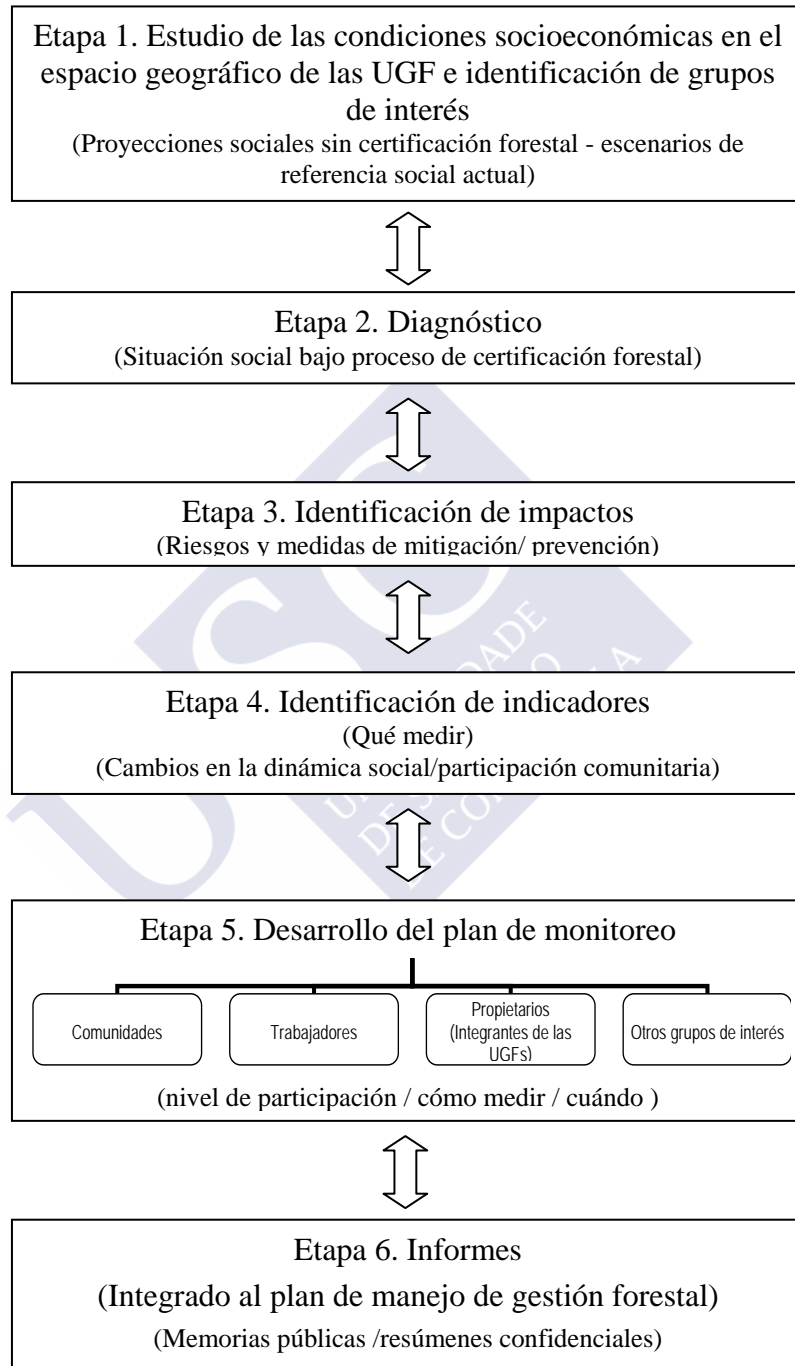 Etapa 1. Estudio de las condiciones socioeconómicas en el
espacio geográfico de las UGF e identificación de grupos
de interés
(Proyecciones sociales sin certificación forestal - escenarios de
referencia social actual)
Etapa 2. Diagnóstico
(Situación social bajo proceso de certificación forestal)
Etapa 3. Identificación de impactos
(Riesgos y medidas de mitigación/ prevención)
Etapa 4. Identificación de indicadores
(Qué medir)
(Cambios en la dinámica social/participación comunitaria)
Etapa 5. Desarrollo del plan de monitoreo
Comunidades
Trabajadores
Propietarios
(Integrantes de las
UGFs)
Otros grupos de interés
(nivel de participación / cómo medir / cuándo )
Etapa 6. Informes
(Integrado al plan de manejo de gestión forestal)
(Memorias públicas /resúmenes confidenciales)
USC